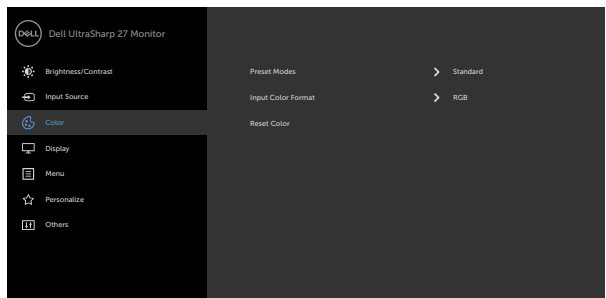 DELL
Dell UltraSharp 27 Monitor
Brightness/Contrast
Input Source
Color
Display
Menu
Personalize
Others
Preset Modes Standard
Input Color Format RGB
Reset Color